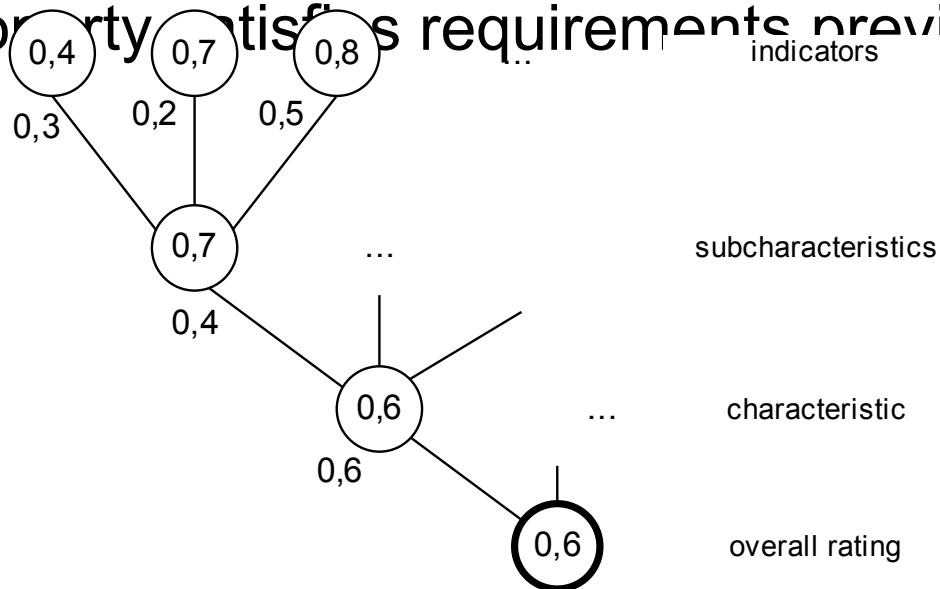 requirements
0,4 0,7 0,8 ... indicators
0,3 0,2 0,5
0,7 ... subcharacteristics
0,4
0,6 ... characteristic
0,6
0,6 overall rating